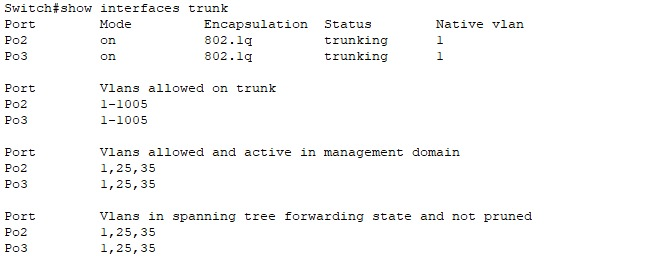 Switch#show interfaces trunk
Port        Mode         Encapsulation  Status        Native vlan
Po2         on           802.1q         trunking      1
Po3         on           802.1q         trunking      1

Port        Vlans allowed on trunk
Po2         1-1005
Po3         1-1005

Port        Vlans allowed and active in management domain
Po2         1,25,35
Po3         1,25,35

Port        Vlans in spanning tree forwarding state and not pruned
Po2         1,25,35
Po3         1,25,35